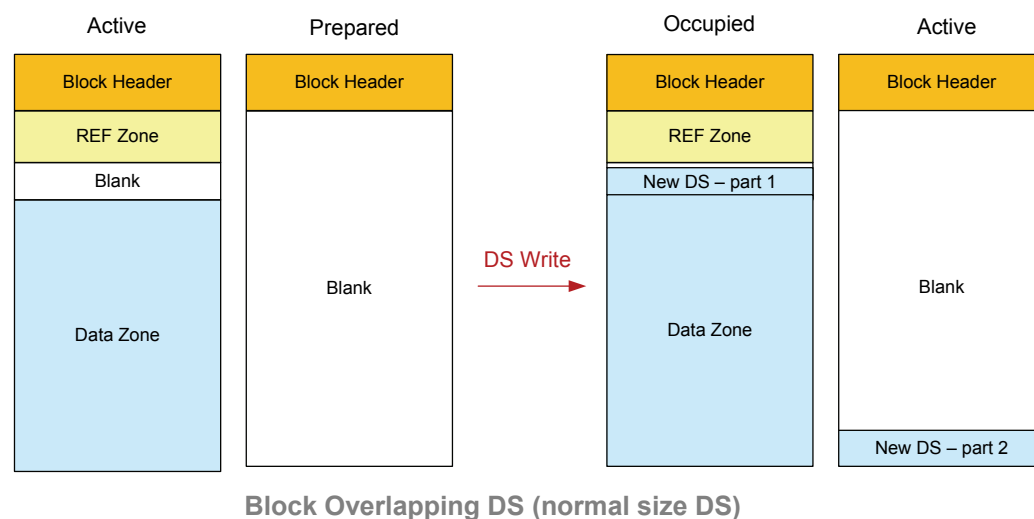 Active
Prepared
Occupied
Active
Block Header
Block Header
Block Header
Block Header
REF Zone
REF Zone
Blank
New DS – part 1
DS Write
Blank
Blank
Data Zone
Data Zone
New DS – part 2
Block Overlapping DS (normal size DS)